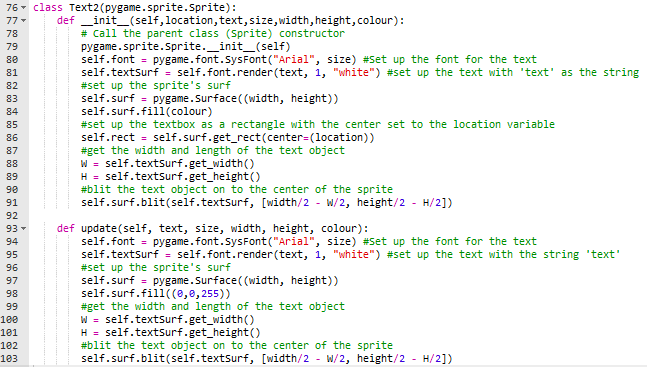 76 class Text2(pygame.sprite.Sprite):
77 def __init__(self,location,text,size,width,height,colour):
78 # Call the parent class (Sprite) constructor
79 pygame.sprite.Sprite.__init__(self)
80 self.font = pygame.font.SysFont("Arial", size) #Set up the font for the text
81 self.textSurf = self.font.render(text, 1, "white") #set up the text with 'text' as the string
82 #set up the sprite's surf
83 self.surf = pygame.Surface((width, height))
84 self.surf.fill(colour)
85 #set up the textbox as a rectangle with the center set to the location variable
86 self.rect = self.surf.get_rect(center=(location))
87 #get the width and length of the text object
88 W = self.textSurf.get_width()
89 H = self.textSurf.get_height()
90 #blit the text object on to the center of the sprite
91 self.surf.blit(self.textSurf, [width/2 - W/2, height/2 - H/2])
92
93 def update(self, text, size, width, height, colour):
94 self.font = pygame.font.SysFont("Arial", size) #Set up the font for the text
95 self.textSurf = self.font.render(text, 1, "white") #set up the text with the string 'text'
96 #set up the sprite's surf
97 self.surf = pygame.Surface((width, height))
98 self.surf.fill((0,0,255))
99 #get the width and length of the text object
100 W = self.textSurf.get_width()
101 H = self.textSurf.get_height()
102 #blit the text object on to the center of the sprite
103 self.surf.blit(self.textSurf, [width/2 - W/2, height/2 - H/2])